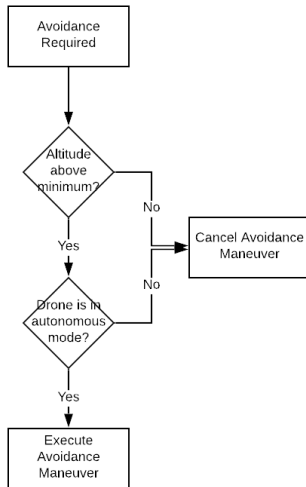 Avoidance
Required
Altitude
above
minimum?
No
Yes
Cancel Avoidance
Maneuver
No
Drone is in
autonomous
mode?
Yes
Execute
Avoidance
Maneuver